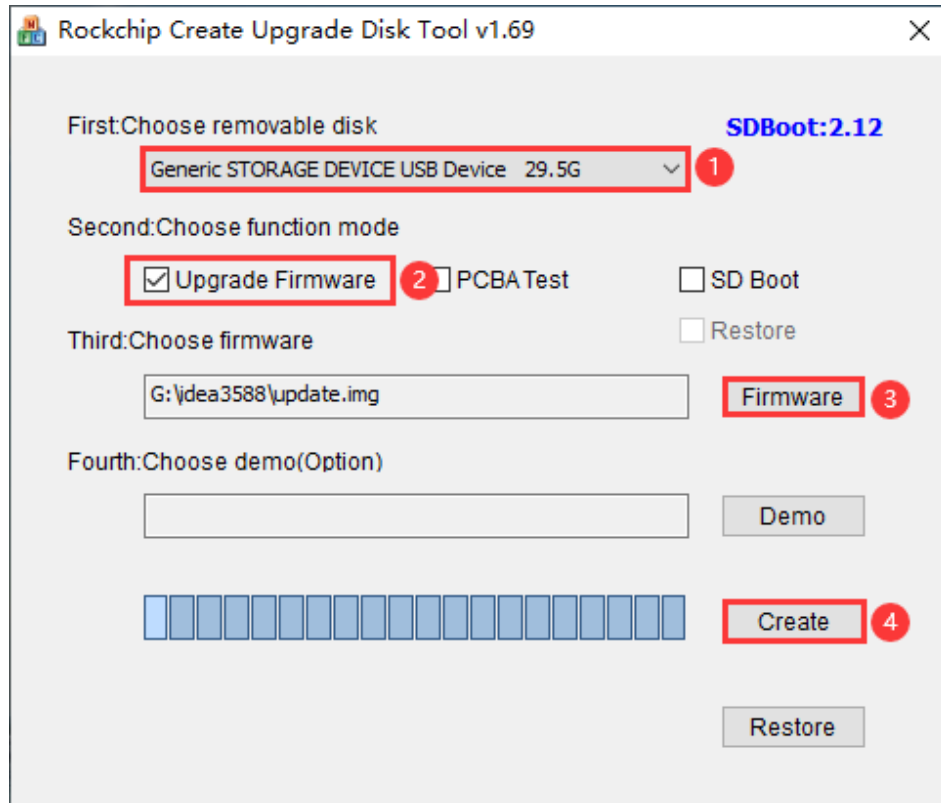 Rockchip Create Upgrade Disk Tool v1.69
First:Choose removable disk
SDBoot:2.12
Generic STORAGE DEVICE USB Device 29.5G
1
Second:Choose function mode
Upgrade Firmware
2
PCBA Test
SD Boot
Third:Choose firmware
Restore
G:\idea3588\update.img
Firmware
3
Fourth:Choose demo(Option)
Demo
Create
4
Restore